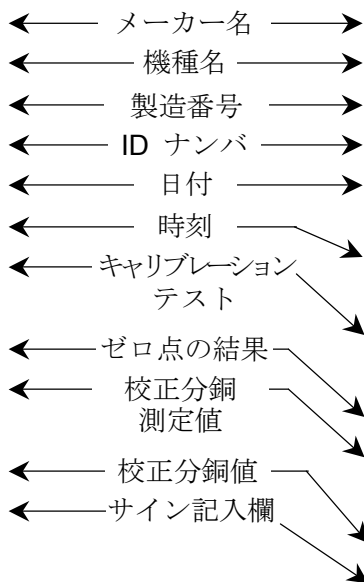 メーカー名
機種名
製造番号
ID ナンバ
日付
時刻
キャリブレーション
テスト
ゼロ点の結果
校正分銅
測定値
校正分銅値
サイン記入欄